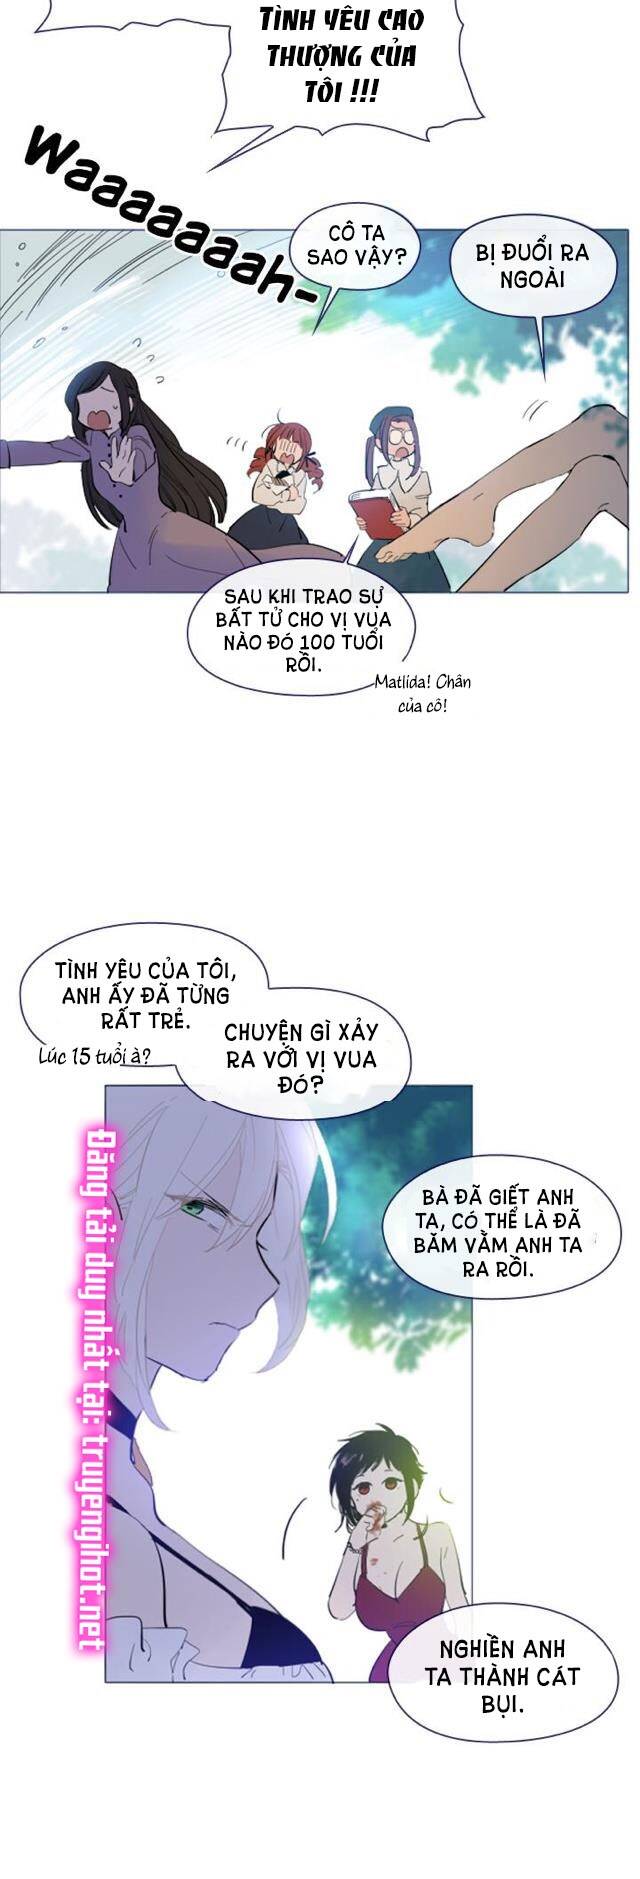 TÌNH YÊU CAO
THƯỢNG CỦA
TÔI !!!
Waaaaaaaah-
CÔ TA
SAO VẬY?
BỊ ĐUỔI RA
NGOÀI
SAU KHI TRAO SỰ
BẤT TỬ CHO VỊ VUA
NÀO ĐÓ 100 TUỔI
RỒI.
Matlida! Chân
của cô!
TÌNH YÊU CỦA TÔI,
ANH ẤY ĐÃ TỪNG
RẤT TRẺ.
Lúc 15 tuổi à?
CHUYỆN GÌ XẢY
RA VỚI VỊ VUA
ĐÓ?
BÀ ĐÃ GIẾT ANH
TA, CÓ THỂ LÀ ĐÃ
BĂM VẰM ANH TA
RA RỒI.
Đăng tải duy nhất tại: truyengihot.net
NGHIỀN ANH
TA THÀNH CÁT
BỤI.